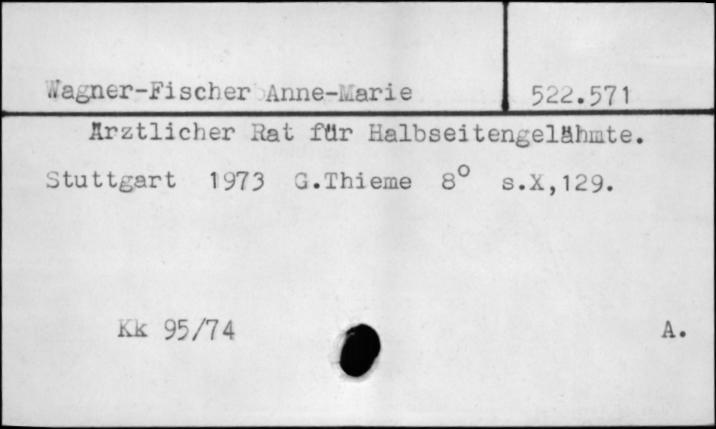 Wagner-Fischer Anne-Marie 522.571
Ärztlicher Rat für Halbseitengelähmte.
Stuttgart 1973 G.Thieme 8° s.X,129.
Kk 95/74 A.